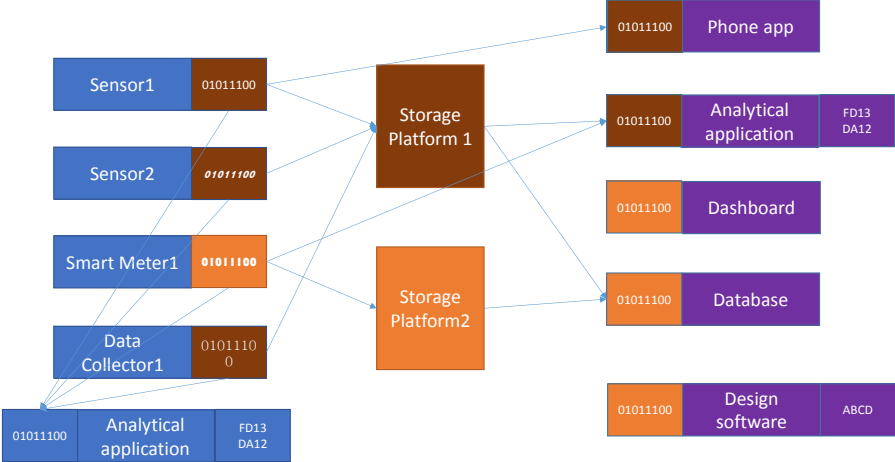 01011100
Phone app
Sensor1
01011100
Storage
Platform 1
01011100
Analytical
application
FD13
DA12
Sensor2
01011100
01011100
Dashboard
Smart Meter1
01011100
Storage
Platform2
01011100
Database
Data
Collector1
0101110
0
01011100
Analytical
application
FD13
DA12
01011100
Design
software
ABCD